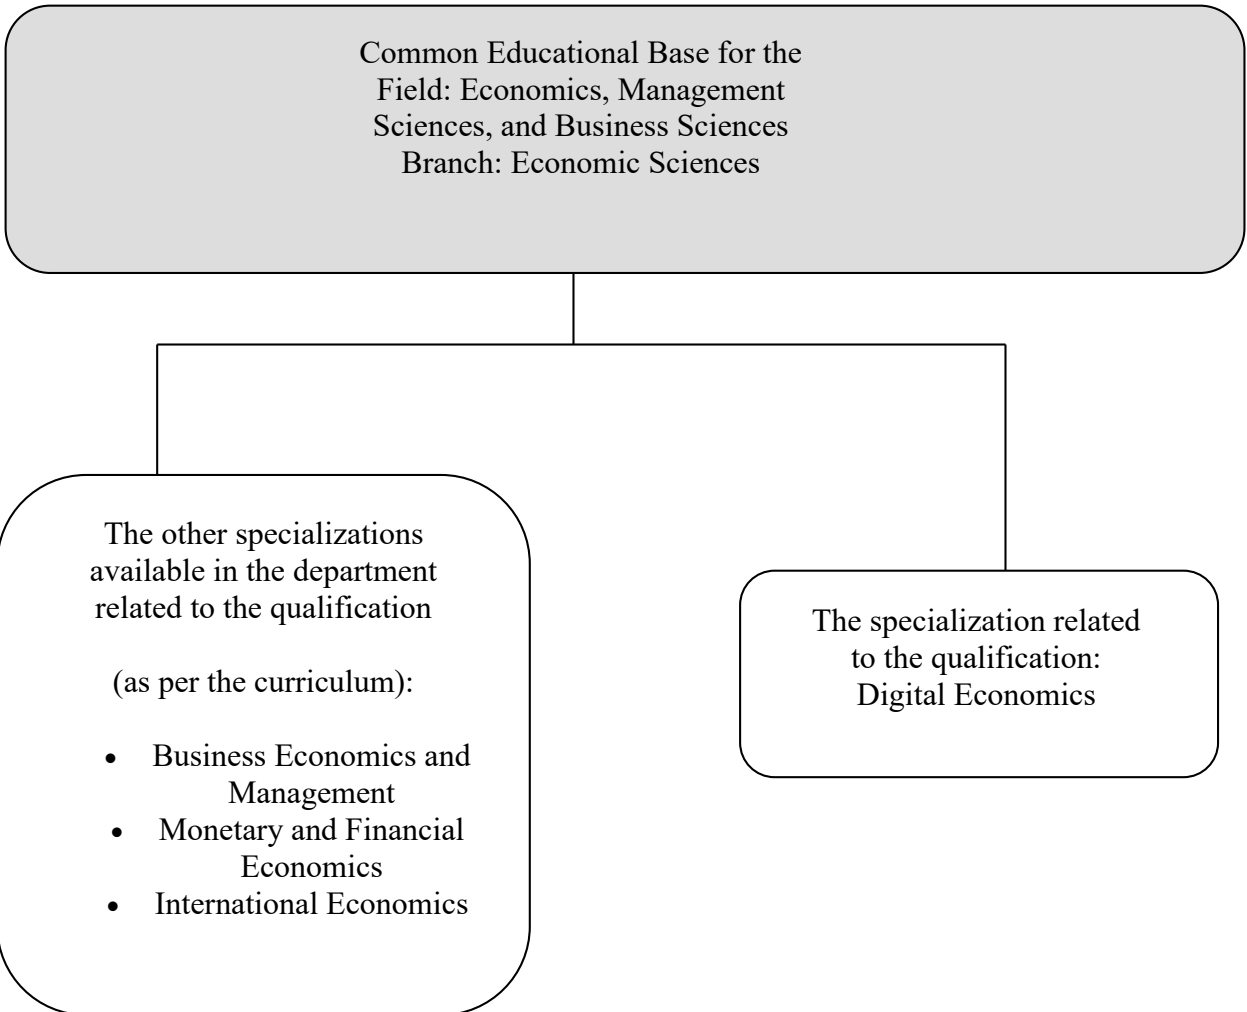 Common Educational Base for the
Field: Economics, Management
Sciences, and Business Sciences
Branch: Economic Sciences
The other specializations
available in the department
related to the qualification
(as per the curriculum):
• Business Economics and
Management
• Monetary and Financial
Economics
• International Economics
The specialization related
to the qualification:
Digital Economics